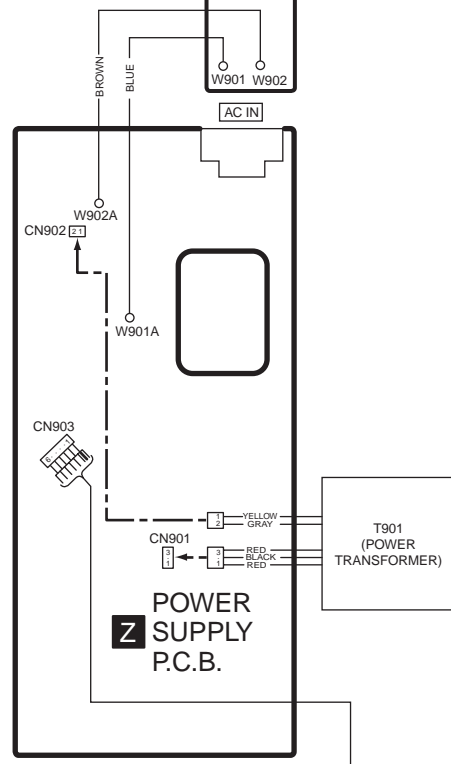 BROWN
BLUE
W901 W902
AC IN
W902A
CN902 2 1
W901A
CN903
6 . . . . 1
1 YELLOW
2 GRAY
T901
(POWER
TRANSFORMER)
CN901
3 . 1
3 . 1
RED
BLACK
RED
Z POWER
SUPPLY
P.C.B.